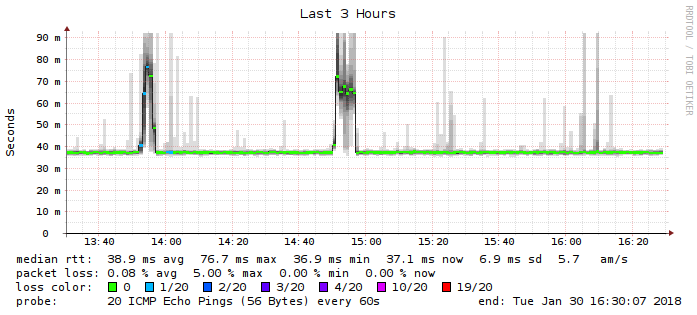 Last 3 Hours
RRDTOOL / TOBI OETIKER
Seconds
90 m
80 m
70 m
60 m
50 m
40 m
30 m
20 m
10 m
0
13:40 14:00 14:20 14:40 15:00 15:20 15:40 16:00 16:20
median rtt: 38.9 ms avg 76.7 ms max 36.9 ms min 37.1 ms now 6.9 ms sd 5.7 am/s
packet loss: 0.08 % avg 5.00 % max 0.00 % min 0.00 % now
loss color: 0 1/20 2/20 3/20 4/20 10/20 19/20
probe: 20 ICMP Echo Pings (56 Bytes) every 60s end: Tue Jan 30 16:30:07 2018